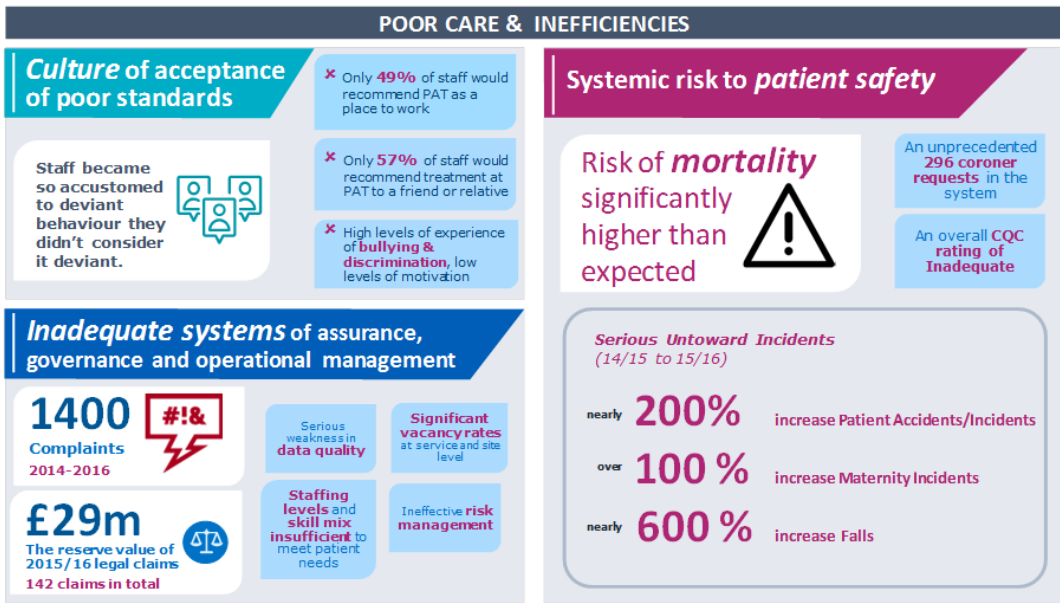 POOR CARE & INEFFICIENCIES
Culture of acceptance
of poor standards
Staff became
so accustomed
to deviant
behaviour they
didn't consider
it deviant.
✘ Only 49% of staff would
recommend PAT as a
place to work
✘ Only 57% of staff would
recommend treatment at
PAT to a friend or relative
✘ High levels of experience
of bullying &
discrimination, low
levels of motivation
Inadequate systems of assurance,
governance and operational management
1400
Complaints
2014-2016
#!&
£29m
The reserve value of
2015/16 legal claims
142 claims in total
Serious
weakness in
data quality
Significant
vacancy rates
at service and site
level
Staffing
levels and
skill mix
insufficient to
meet patient
needs
Ineffective risk
management
Systemic risk to patient safety
Risk of mortality
significantly
higher than
expected
An unprecedented
296 coroner
requests in the
system
An overall CQC
rating of
Inadequate
Serious Untoward Incidents
(14/15 to 15/16)
nearly 200% increase Patient Accidents/Incidents
over 100 % increase Maternity Incidents
nearly 600 % increase Falls